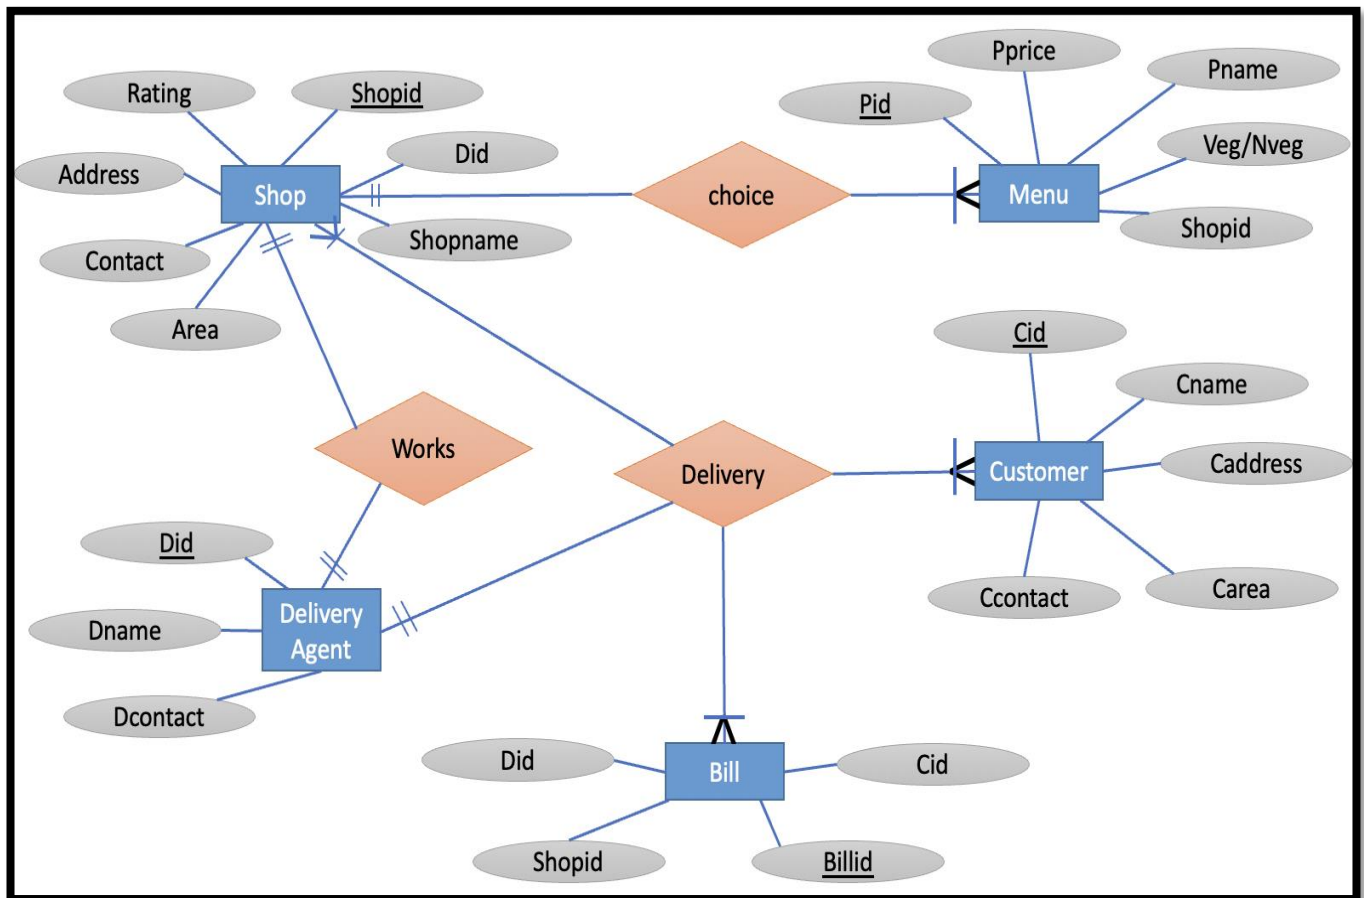 Pprice
Pname
Rating
Shopid
Pid
Did
Veg/Nveg
Address
Shop
choice
Menu
Shopname
Shopid
Contact
Area
Cid
Cname
Works
Delivery
Customer
Caddress
Did
Ccontact
Carea
Delivery
Agent
Dname
Dcontact
Did
Bill
Cid
Shopid
Billid